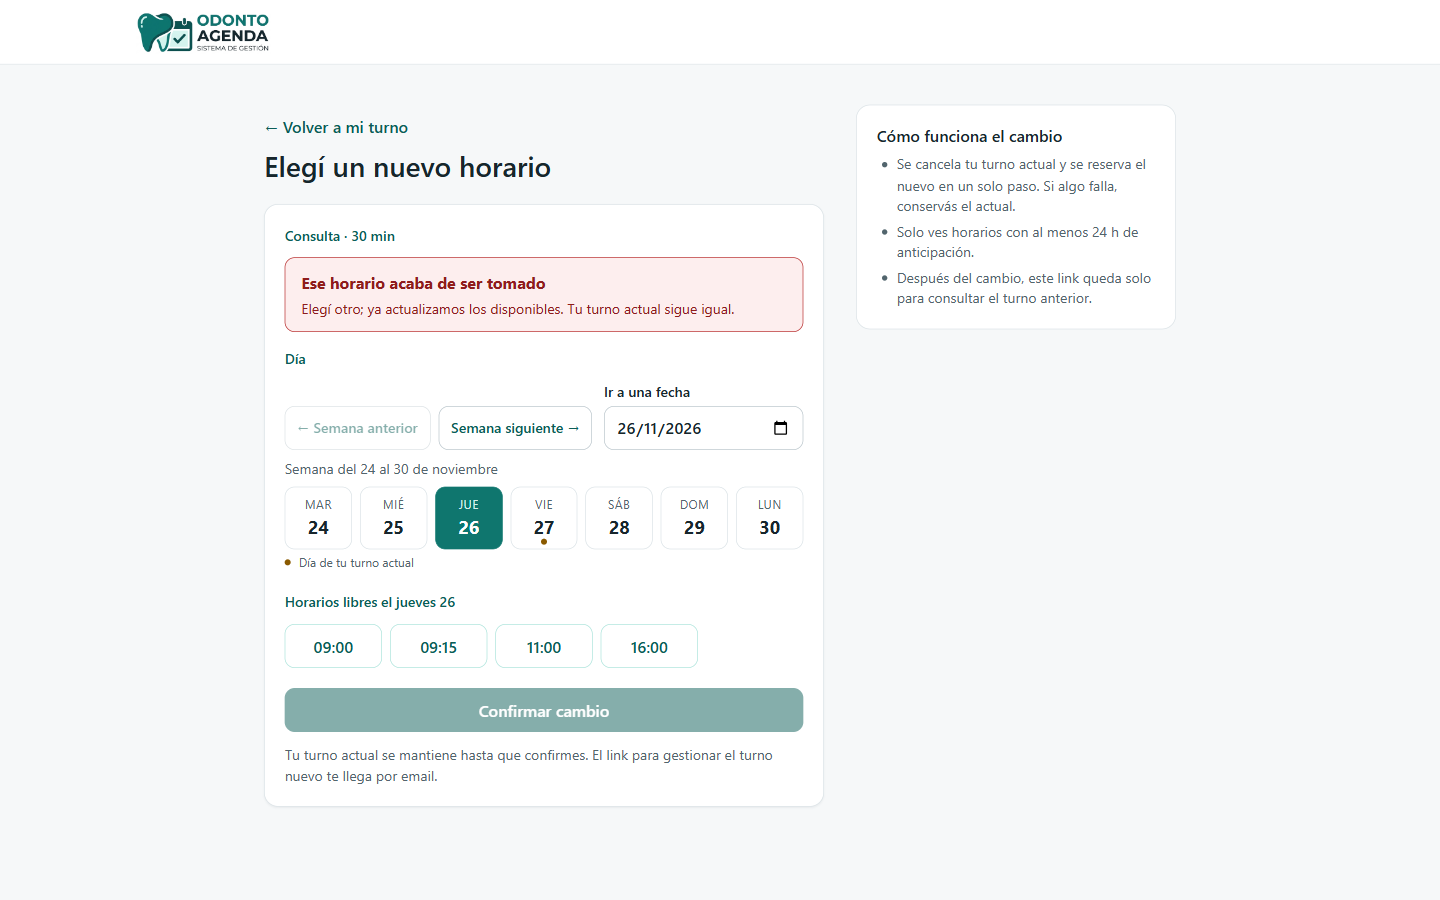 ODONTO
AGENDA
SISTEMA DE GESTIÓN
← Volver a mi turno
Elegí un nuevo horario
Consulta · 30 min
Ese horario acaba de ser tomado
Elegí otro; ya actualizamos los disponibles. Tu turno actual sigue igual.
Día
Ir a una fecha
← Semana anterior
Semana siguiente →
26/11/2026
Semana del 24 al 30 de noviembre
MAR
24
MIÉ
25
JUE
26
VIE
27
SÁB
28
DOM
29
LUN
30
Día de tu turno actual
Horarios libres el jueves 26
09:00
09:15
11:00
16:00
Confirmar cambio
Tu turno actual se mantiene hasta que confirmes. El link para gestionar el turno
nuevo te llega por email.
Cómo funciona el cambio
Se cancela tu turno actual y se reserva el
nuevo en un solo paso. Si algo falla,
conservás el actual.
Solo ves horarios con al menos 24 h de
anticipación.
Después del cambio, este link queda solo
para consultar el turno anterior.